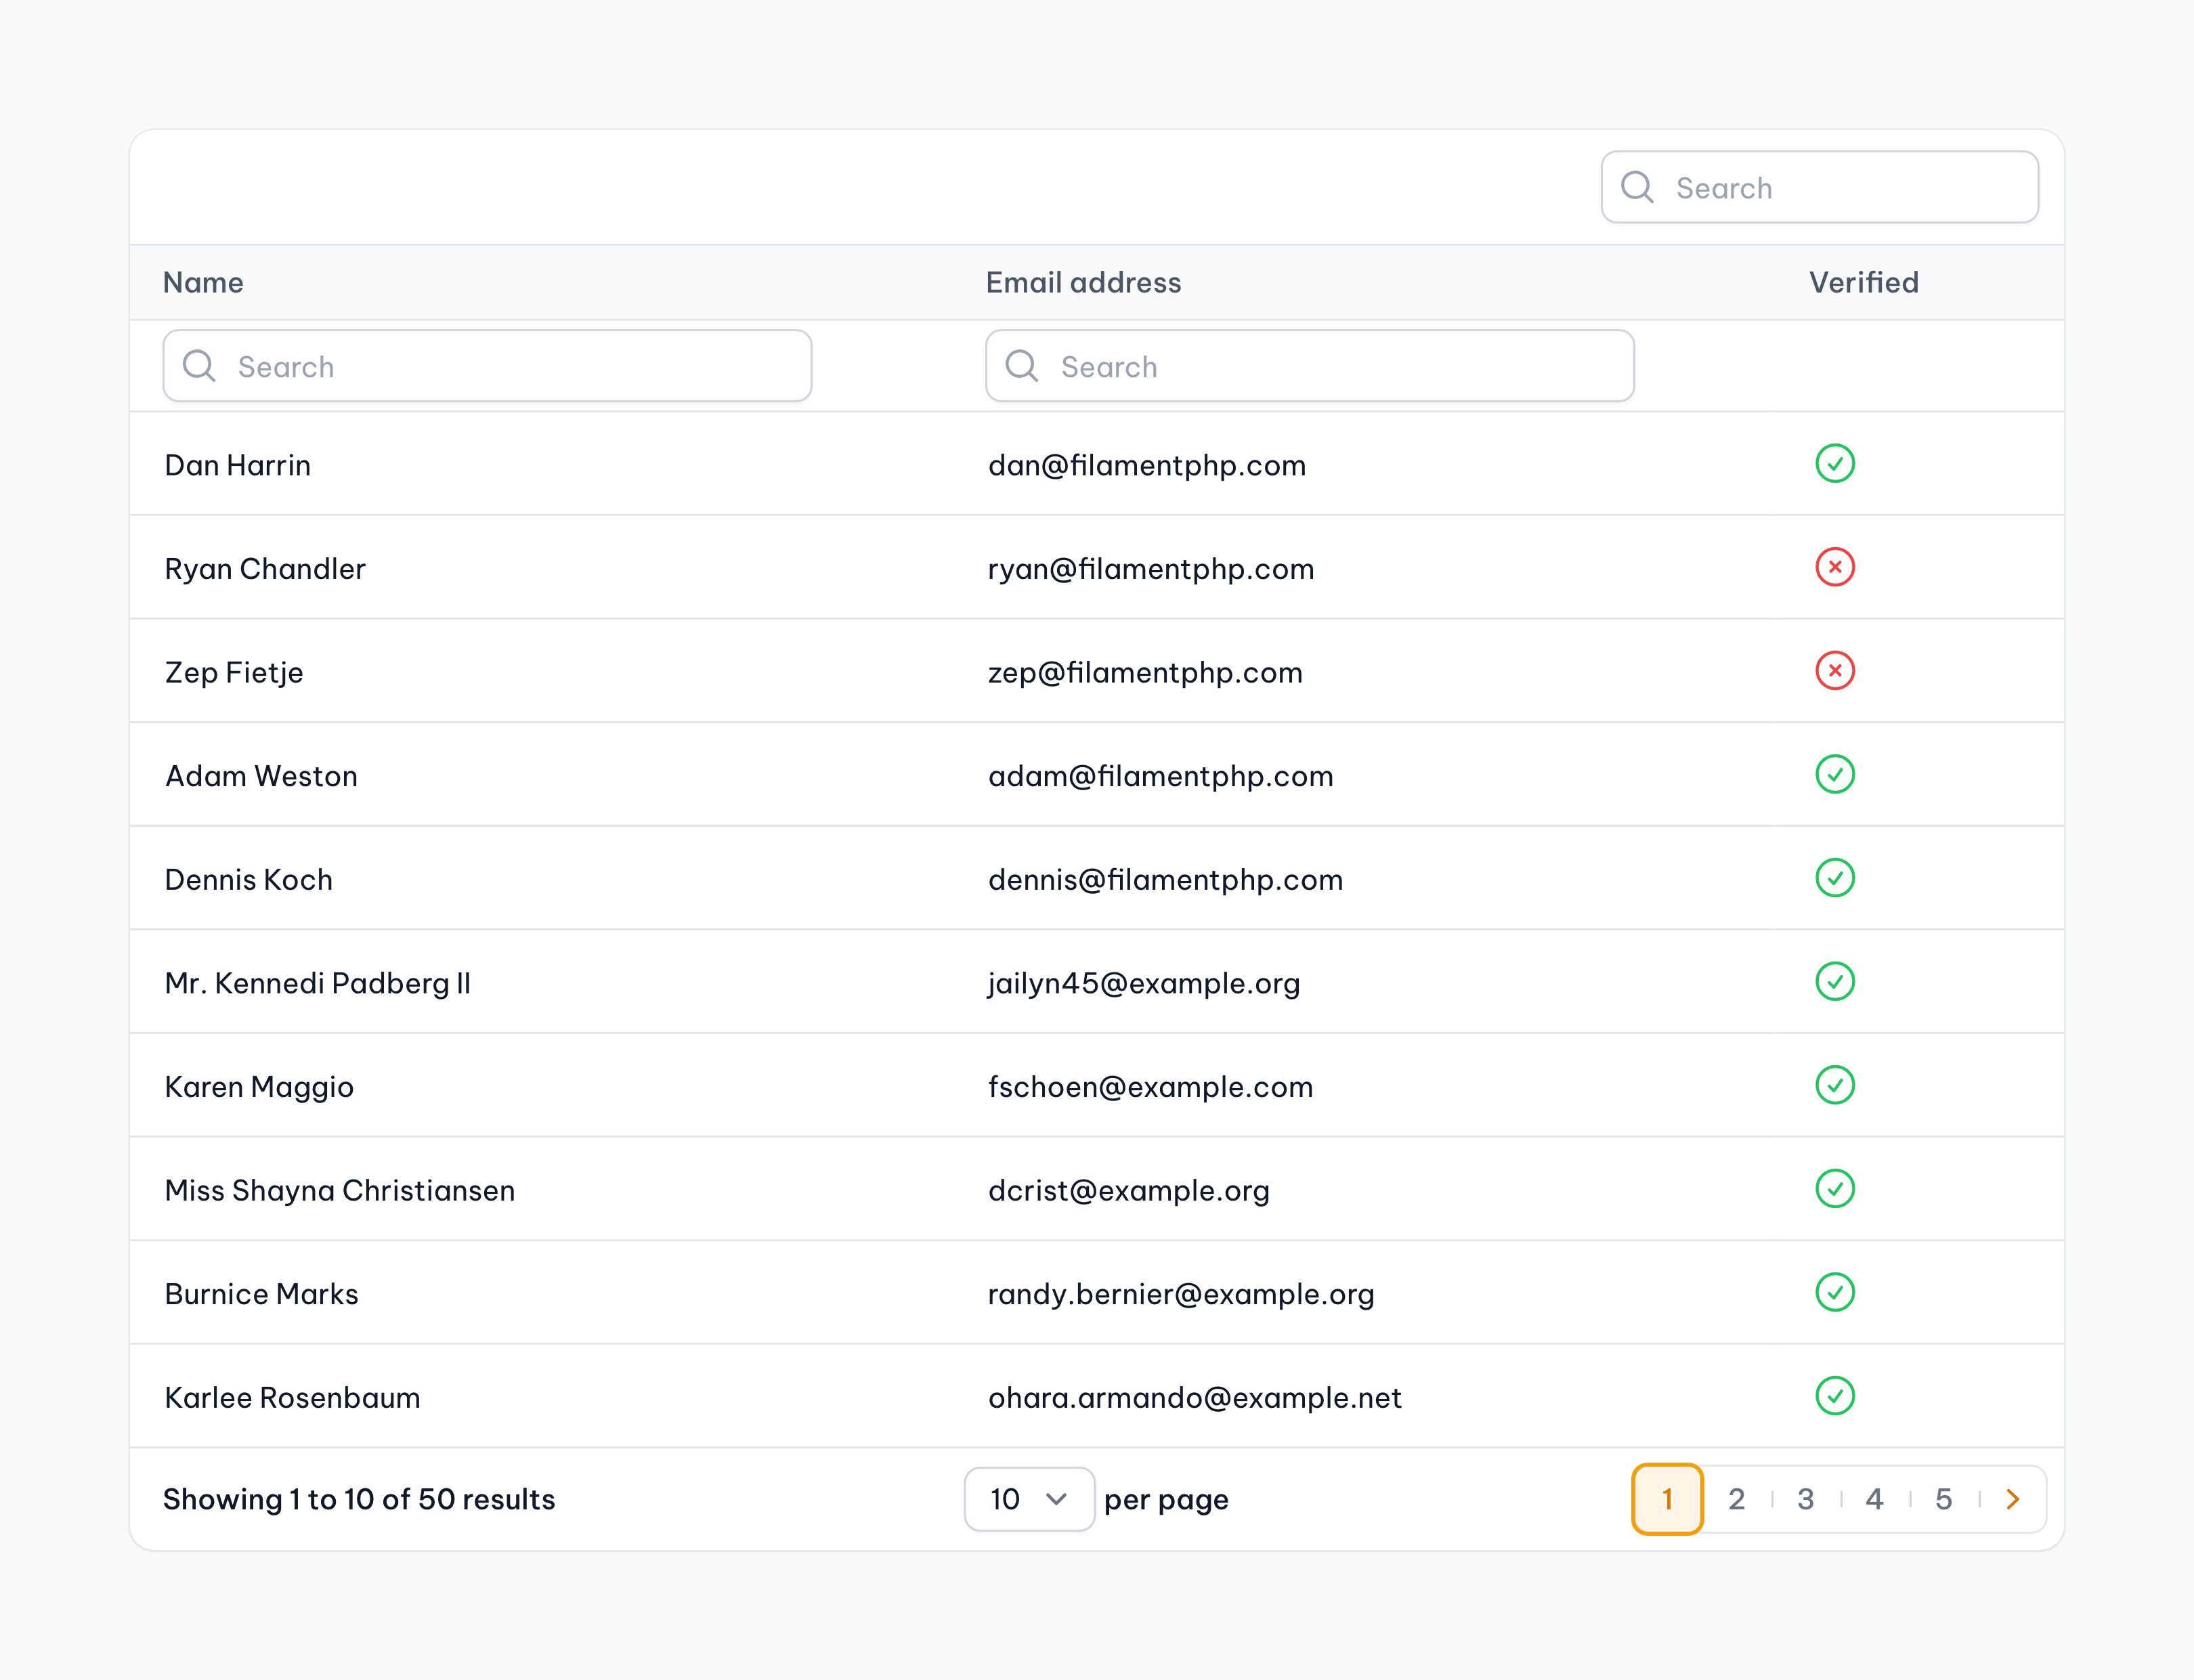 Search
Name Email address Verified
Search Search
Dan Harrin dan@filamentphp.com
Ryan Chandler ryan@filamentphp.com
Zep Fietje zep@filamentphp.com
Adam Weston adam@filamentphp.com
Dennis Koch dennis@filamentphp.com
Mr. Kennedi Padberg II jailyn45@example.org
Karen Maggio fschoen@example.com
Miss Shayna Christiansen dcrist@example.org
Burnice Marks randy.bernier@example.org
Karlee Rosenbaum ohara.armando@example.net
Showing 1 to 10 of 50 results 10 per page 1 2 3 4 5